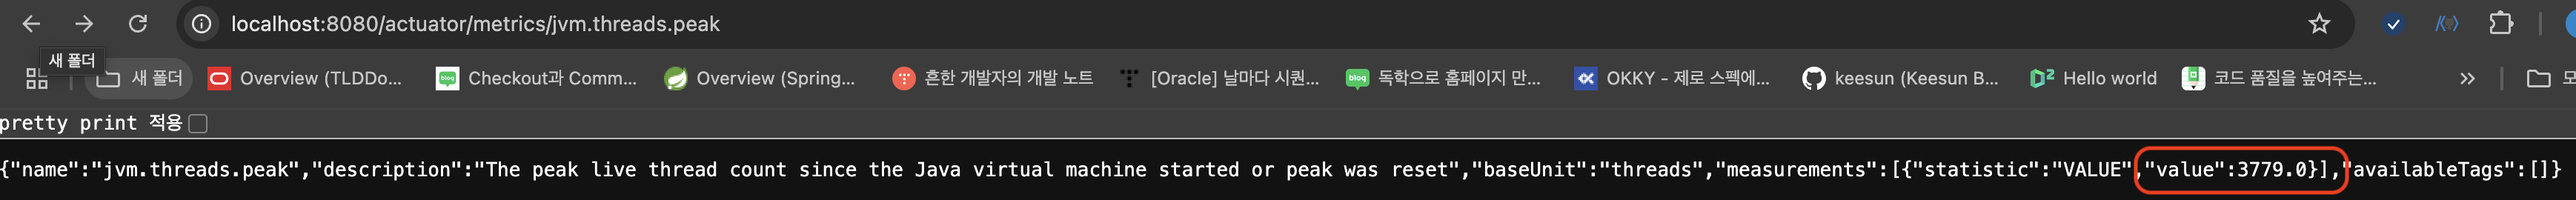 localhost:8080/actuator/metrics/jvm.threads.peak
새 폴더
새 폴더 Overview (TLDDo... blog Checkout과 Comm... Overview (Spring... 흔한 개발자의 개발 노트 [Oracle] 날마다 시퀀... blog 독학으로 홈페이지 만... OKKY - 제로 스펙에... keesun (Keesun B... Hello world 코드 품질을 높여주는... » 모
pretty print 적용
{"name":"jvm.threads.peak","description":"The peak live thread count since the Java virtual machine started or peak was reset","baseUnit":"threads","measurements":[{"statistic":"VALUE","value":3779.0}],"availableTags":[]}